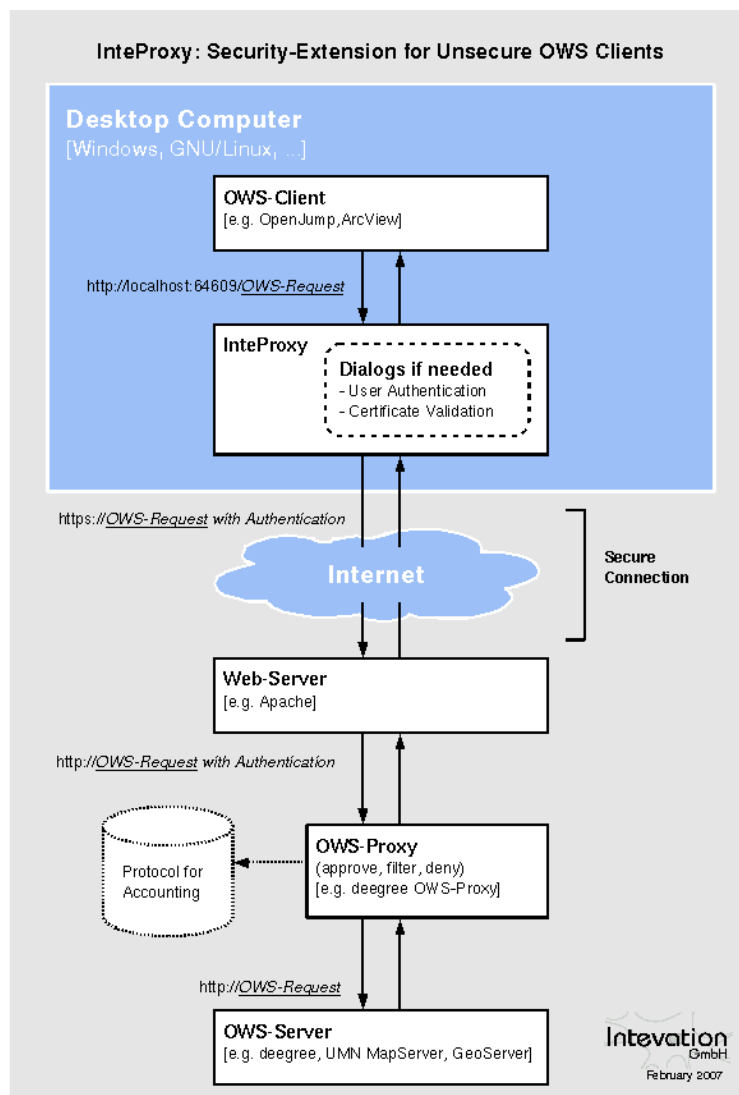 InteProxy: Security-Extension for Unsecure OWS Clients
Desktop Computer
[Windows, GNU/Linux, ...]
OWS-Client
[e.g. OpenJump,ArcView]
http://localhost:64609/OWS-Request
InteProxy
Dialogs if needed
- User Authentication
- Certificate Validation
https://OWS-Request with Authentication
Internet
Secure
Connection
Web-Server
[e.g. Apache]
http://OWS-Request with Authentication
OWS-Proxy
(approve, filter, deny)
[e.g. deegree OWS-Proxy]
Protocol for
Accounting
http://OWS-Request
OWS-Server
[e.g. deegree, UMN MapServer, GeoServer]
Intevation
GmbH
February 2007